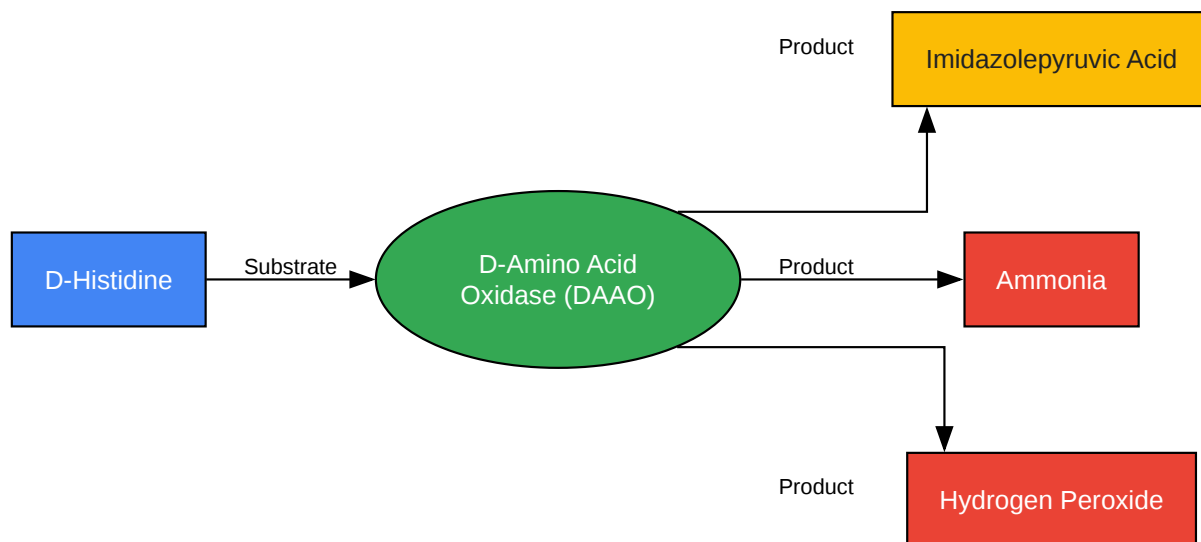 Product
Imidazolepyruvic Acid
D-Histidine
Substrate
D-Amino Acid
Oxidase (DAAO)
Product
Ammonia
Product
Hydrogen Peroxide